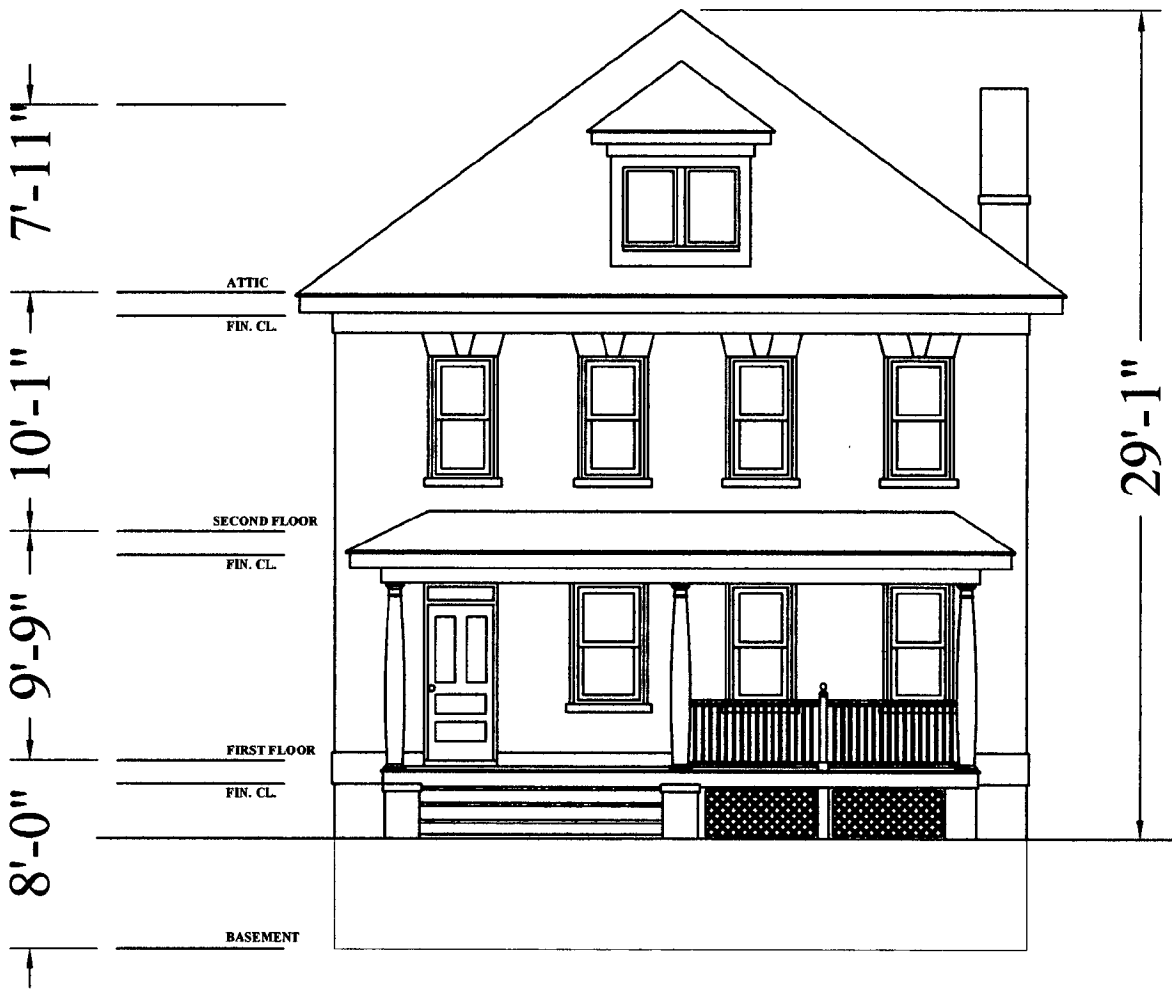 7'-11"
ATTIC
FIN. CL.
10'-1"
29'-1"
SECOND FLOOR
FIN. CL.
9'-9"
FIRST FLOOR
FIN. CL.
8'-0"
BASEMENT